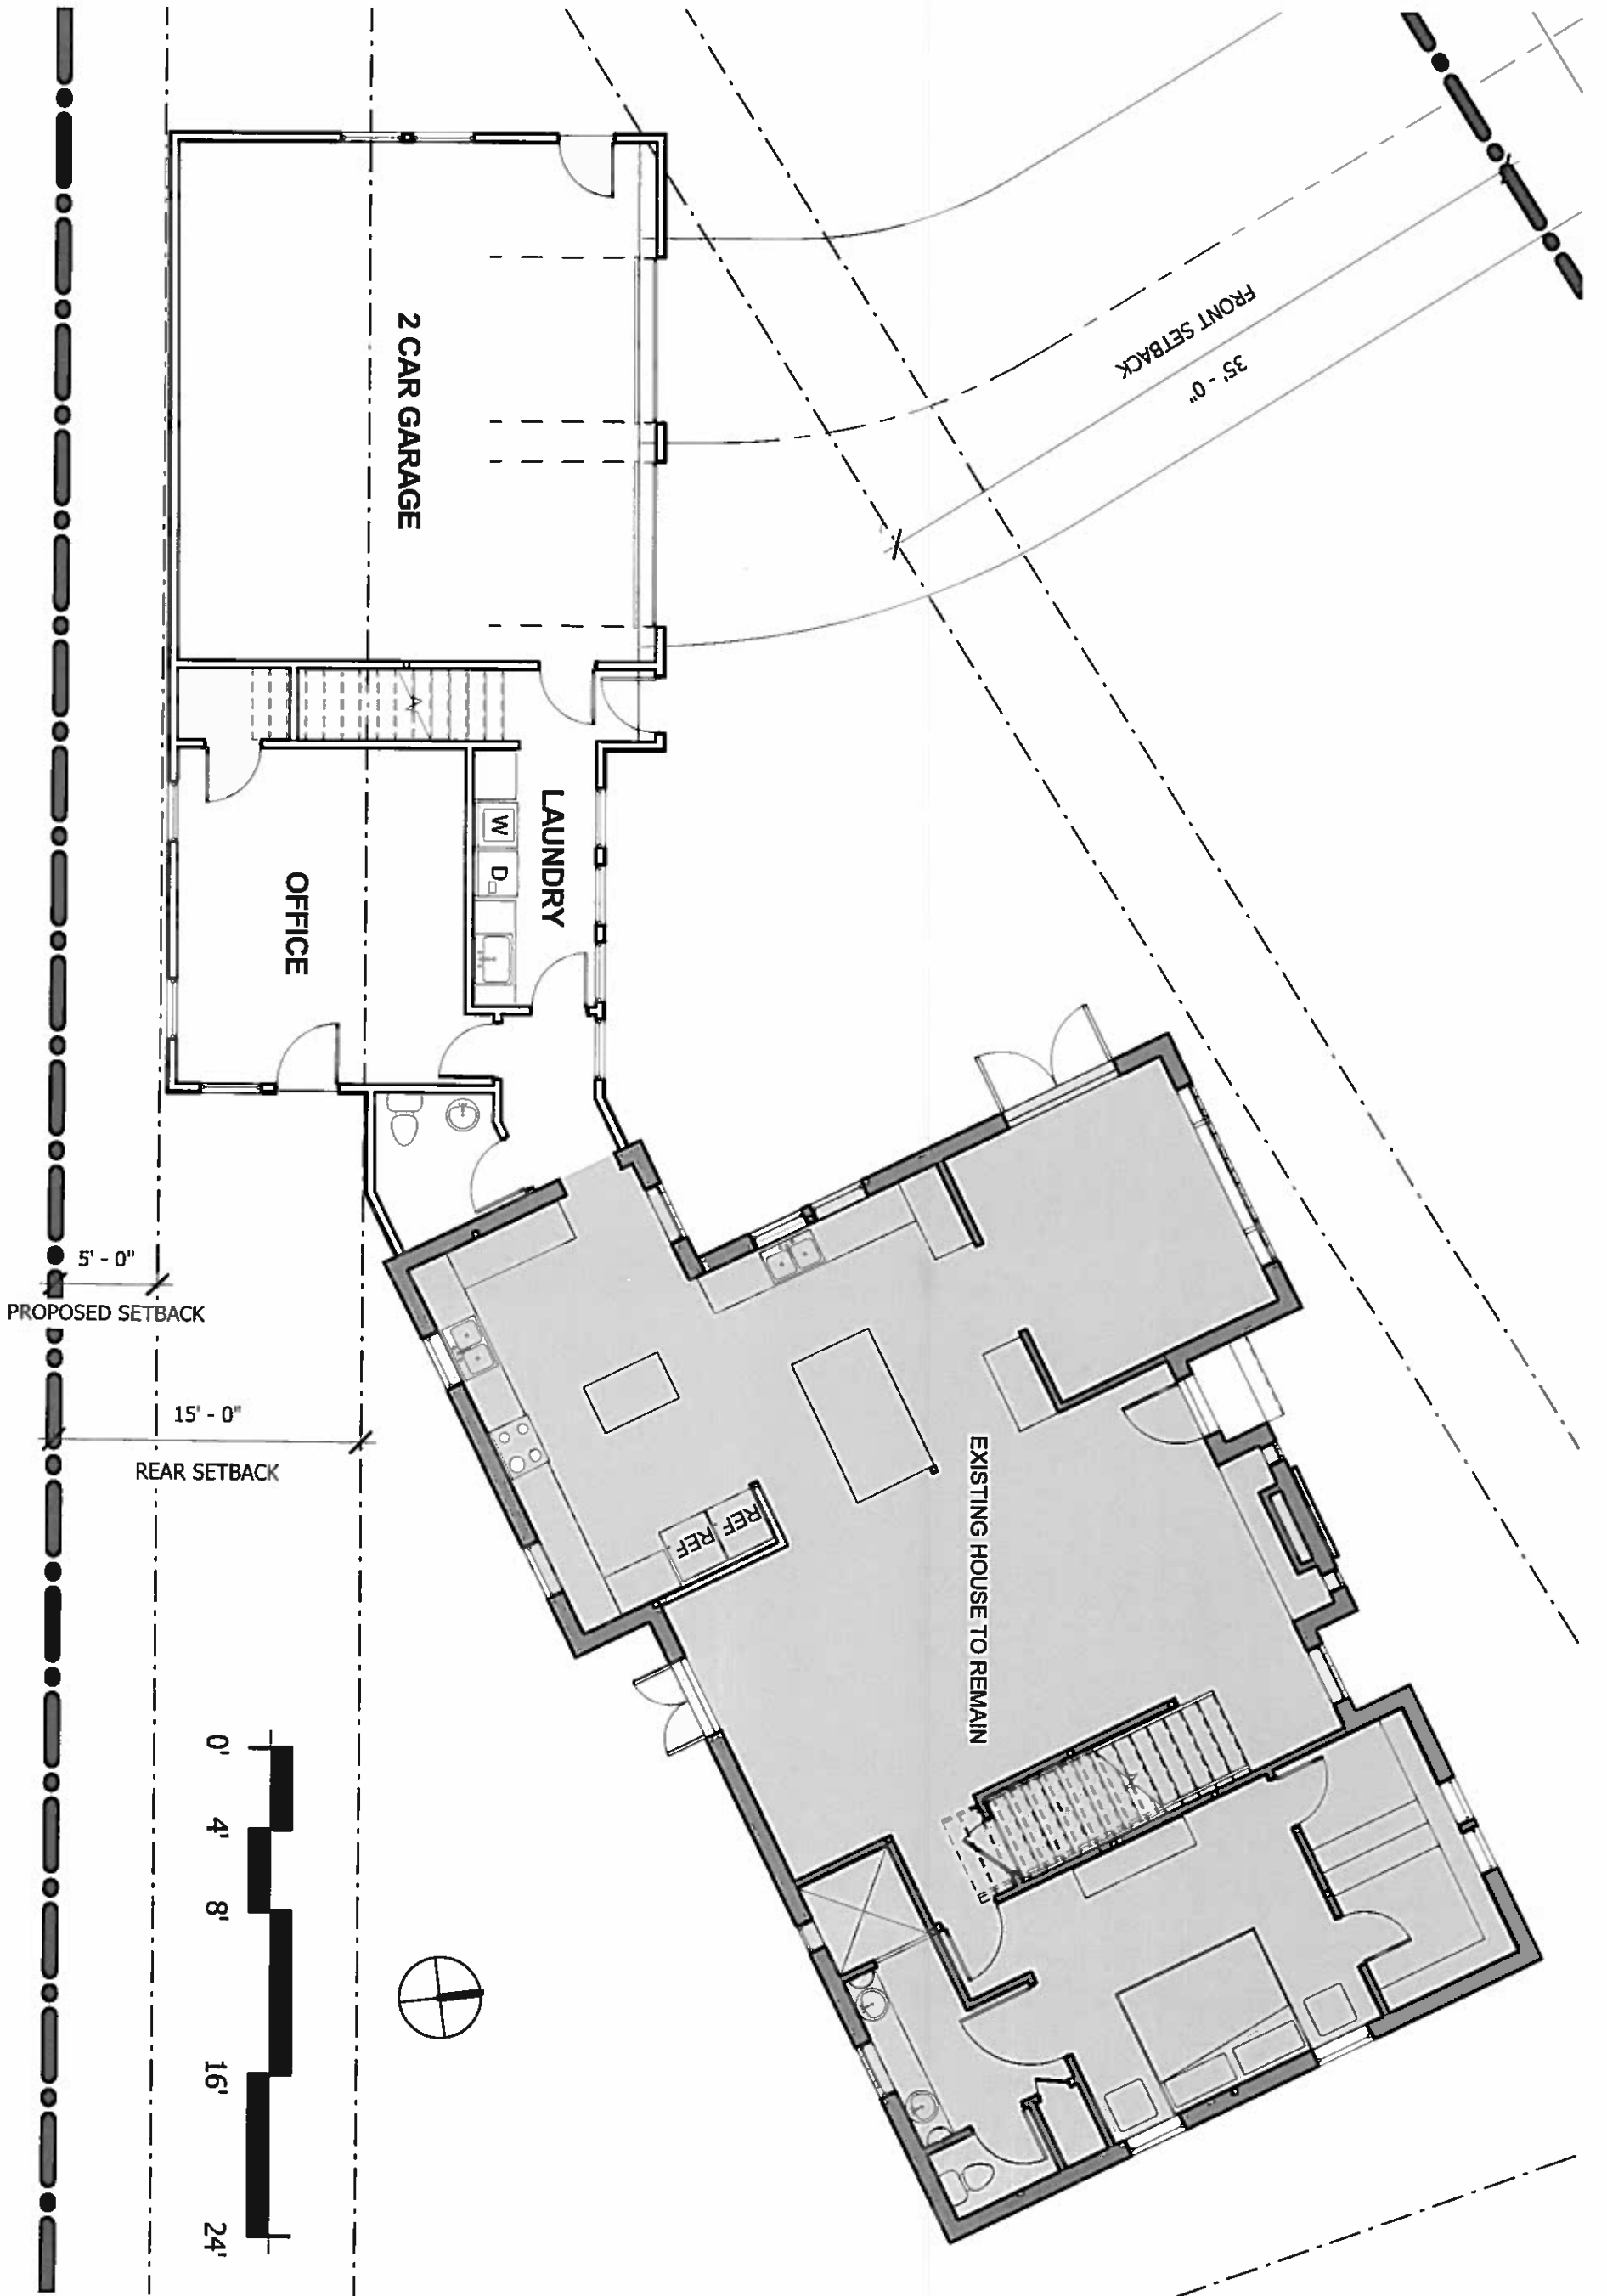 FRONT SETBACK
35' - 0"
2 CAR GARAGE
LAUNDRY
W
D
OFFICE
5' - 0"
PROPOSED SETBACK
15' - 0"
REAR SETBACK
EXISTING HOUSE TO REMAIN
REF
REF
0'
4'
8'
16'
24'